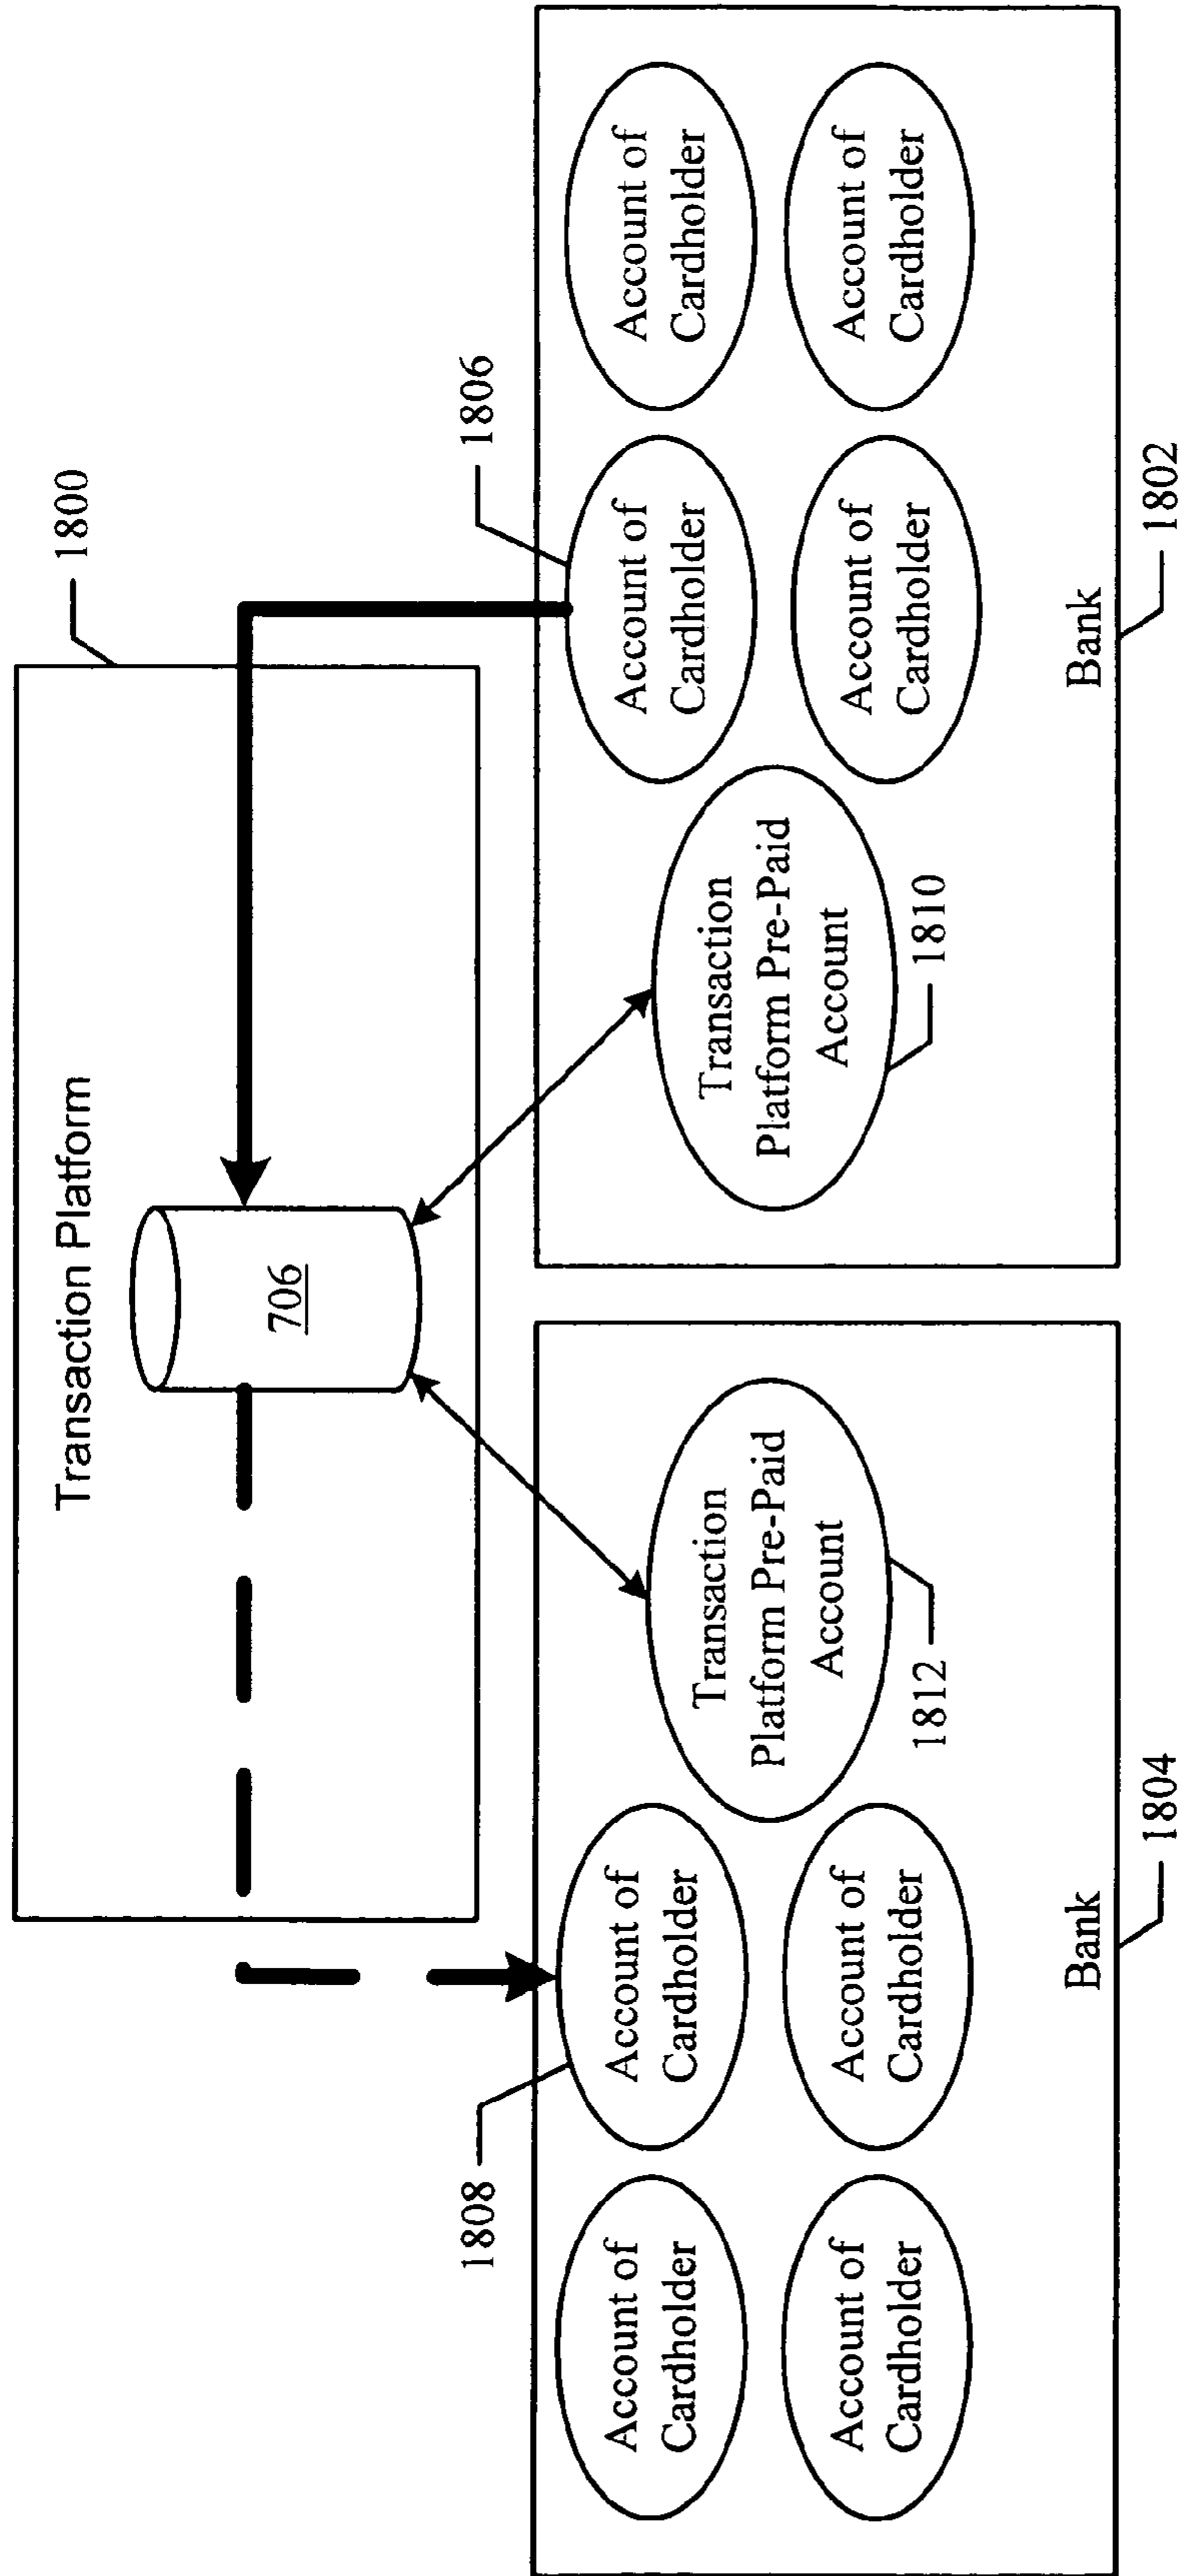 Transaction Platform
1800
706
1806
1808
Account of
Cardholder
Account of
Cardholder
Account of
Cardholder
Account of
Cardholder
Transaction
Platform Pre-Paid
Account
1812
Bank
1804
Transaction
Platform Pre-Paid
Account
1810
Account of
Cardholder
Account of
Cardholder
Account of
Cardholder
Account of
Cardholder
Bank
1802